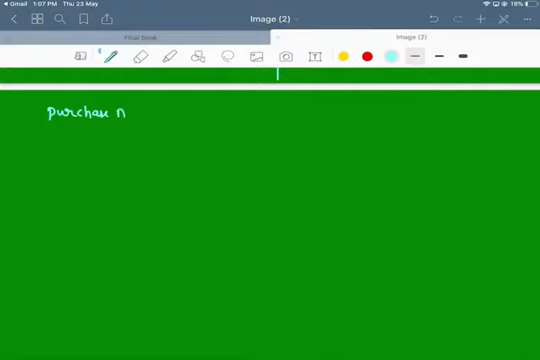 Gmail 1:07 PM Thu 23 May 18%
Image (2)
Final Book Image (2)
purchase n